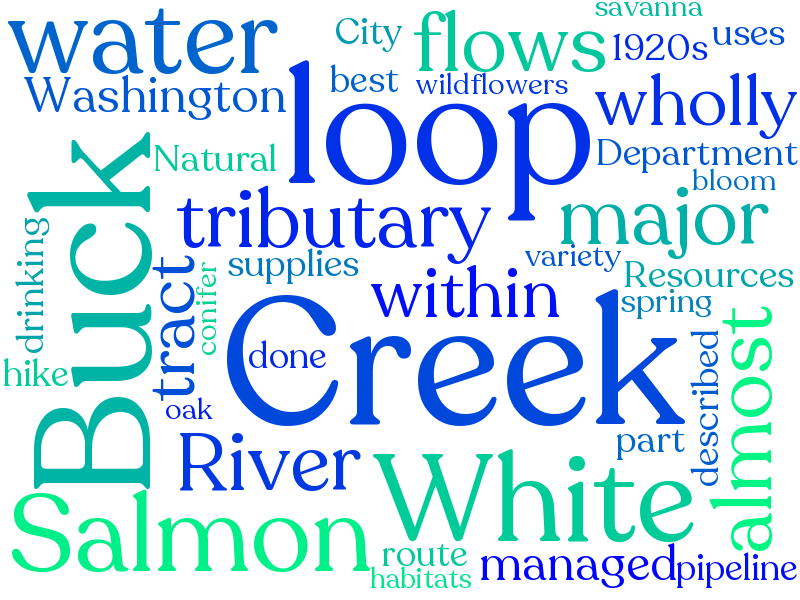 savanna
water
City
flows
1920s
uses
Washington
best
wildflowers
loop
wholly
Natural
Department
bloom
Buck
tributary
major
drinking
tract
conifer
supplies
variety
within
Resources
spring
Creek
done
hike
oak
almost
described
River
part
White
Salmon
route
managed
pipeline
habitats